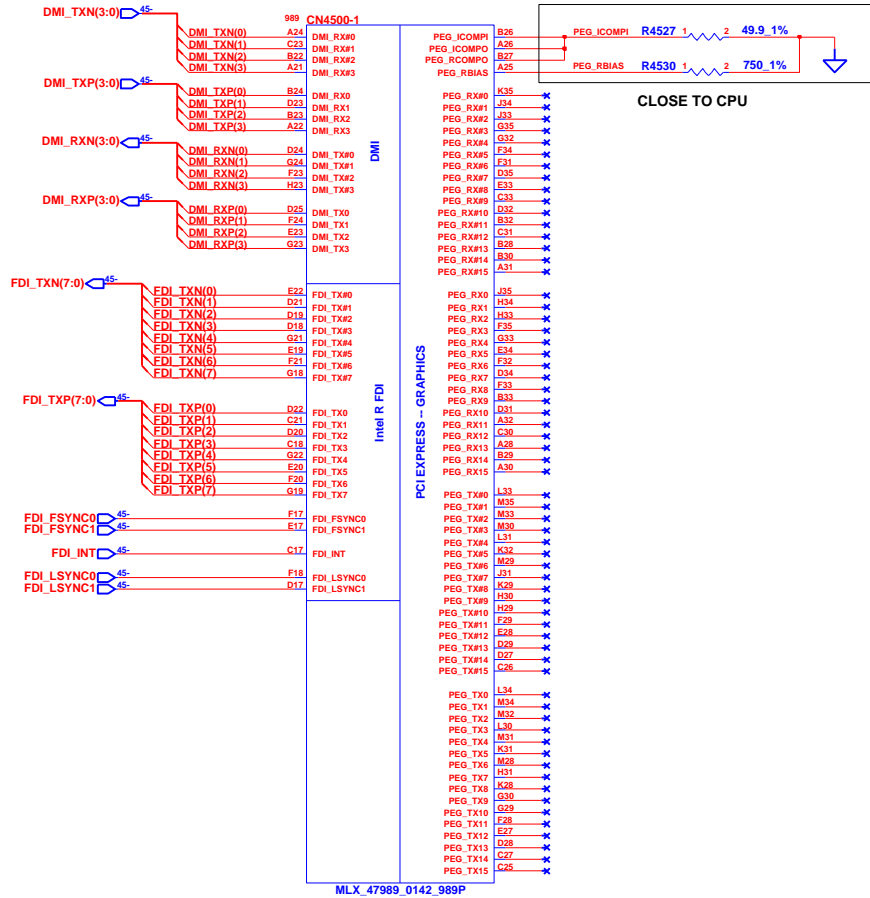 989 CN4500-1
DMI_TXN(3:0) 45-
DMI_TXN(0) A24 DMI_RX#0
DMI_TXN(1) C23 DMI_RX#1
DMI_TXN(2) B22 DMI_RX#2
DMI_TXN(3) A21 DMI_RX#3
DMI_TXP(3:0) 45-
DMI_TXP(0) B24 DMI_RX0
DMI_TXP(1) D23 DMI_RX1
DMI_TXP(2) B23 DMI_RX2
DMI_TXP(3) A22 DMI_RX3
DMI_RXN(3:0) 45-
DMI_RXN(0) D24 DMI_TX#0
DMI_RXN(1) G24 DMI_TX#1
DMI_RXN(2) F23 DMI_TX#2
DMI_RXN(3) H23 DMI_TX#3
DMI_RXP(3:0) 45-
DMI_RXP(0) D25 DMI_TX0
DMI_RXP(1) F24 DMI_TX1
DMI_RXP(2) E23 DMI_TX2
DMI_RXP(3) G23 DMI_TX3
DMI
FDI_TXN(7:0) 45-
FDI_TXN(0) E22 FDI_TX#0
FDI_TXN(1) D21 FDI_TX#1
FDI_TXN(2) D19 FDI_TX#2
FDI_TXN(3) D18 FDI_TX#3
FDI_TXN(4) G21 FDI_TX#4
FDI_TXN(5) E19 FDI_TX#5
FDI_TXN(6) F21 FDI_TX#6
FDI_TXN(7) G18 FDI_TX#7
FDI_TXP(7:0) 45-
FDI_TXP(0) D22 FDI_TX0
FDI_TXP(1) C21 FDI_TX1
FDI_TXP(2) D20 FDI_TX2
FDI_TXP(3) C18 FDI_TX3
FDI_TXP(4) G22 FDI_TX4
FDI_TXP(5) E20 FDI_TX5
FDI_TXP(6) F20 FDI_TX6
FDI_TXP(7) G19 FDI_TX7
FDI_FSYNC0 45- F17 FDI_FSYNC0
FDI_FSYNC1 45- E17 FDI_FSYNC1
FDI_INT 45- C17 FDI_INT
FDI_LSYNC0 45- F18 FDI_LSYNC0
FDI_LSYNC1 45- D17 FDI_LSYNC1
Intel R FDI
PCI EXPRESS -- GRAPHICS
PEG_ICOMPI B26 PEG_ICOMPI R4527 1 2 49.9_1%
PEG_ICOMPO A26
PEG_RCOMPO B27
PEG_RBIAS A25 PEG_RBIAS R4530 1 2 750_1%
CLOSE TO CPU
PEG_RX#0 K35
PEG_RX#1 J34
PEG_RX#2 J33
PEG_RX#3 G35
PEG_RX#4 G32
PEG_RX#5 F34
PEG_RX#6 F31
PEG_RX#7 D35
PEG_RX#8 E33
PEG_RX#9 C33
PEG_RX#10 D32
PEG_RX#11 B32
PEG_RX#12 C31
PEG_RX#13 B28
PEG_RX#14 B30
PEG_RX#15 A31
PEG_RX0 J35
PEG_RX1 H34
PEG_RX2 H33
PEG_RX3 F35
PEG_RX4 G33
PEG_RX5 E34
PEG_RX6 F32
PEG_RX7 D34
PEG_RX8 F33
PEG_RX9 B33
PEG_RX10 D31
PEG_RX11 A32
PEG_RX12 C30
PEG_RX13 A28
PEG_RX14 B29
PEG_RX15 A30
PEG_TX#0 L33
PEG_TX#1 M35
PEG_TX#2 M33
PEG_TX#3 M30
PEG_TX#4 L31
PEG_TX#5 K32
PEG_TX#6 M29
PEG_TX#7 J31
PEG_TX#8 K29
PEG_TX#9 H30
PEG_TX#10 H29
PEG_TX#11 F29
PEG_TX#12 E28
PEG_TX#13 D29
PEG_TX#14 D27
PEG_TX#15 C26
PEG_TX0 L34
PEG_TX1 M34
PEG_TX2 M32
PEG_TX3 L30
PEG_TX4 M31
PEG_TX5 K31
PEG_TX6 M28
PEG_TX7 H31
PEG_TX8 K28
PEG_TX9 G30
PEG_TX10 G29
PEG_TX11 F28
PEG_TX12 E27
PEG_TX13 D28
PEG_TX14 C27
PEG_TX15 C25
MLX_47989_0142_989P